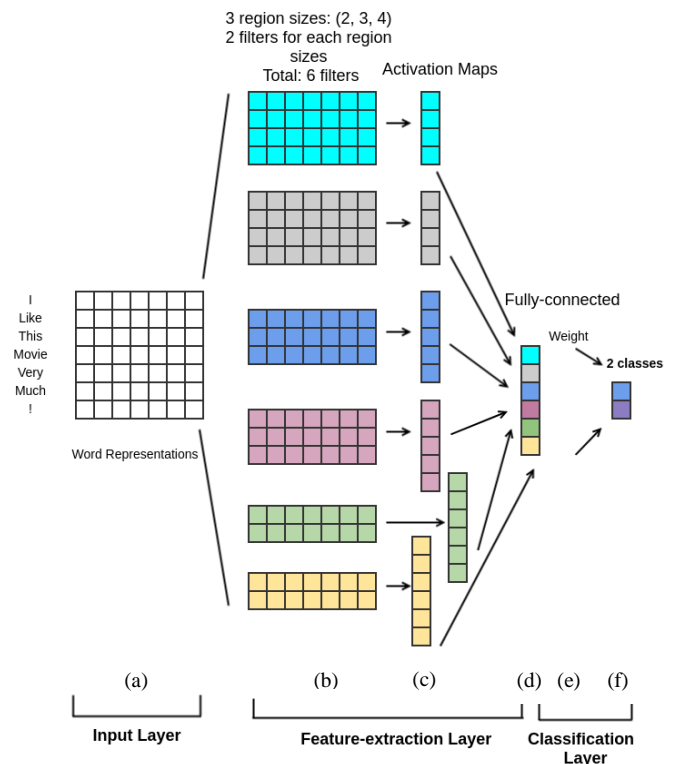 3 region sizes: (2, 3, 4)
2 filters for each region
sizes
Total: 6 filters
Activation Maps
I
Like
This
Movie
Very
Much
!
Word Representations
Fully-connected
Weight
2 classes
(a)
(b)
(c)
(d)
(e)
(f)
Input Layer
Feature-extraction Layer
Classification
Layer